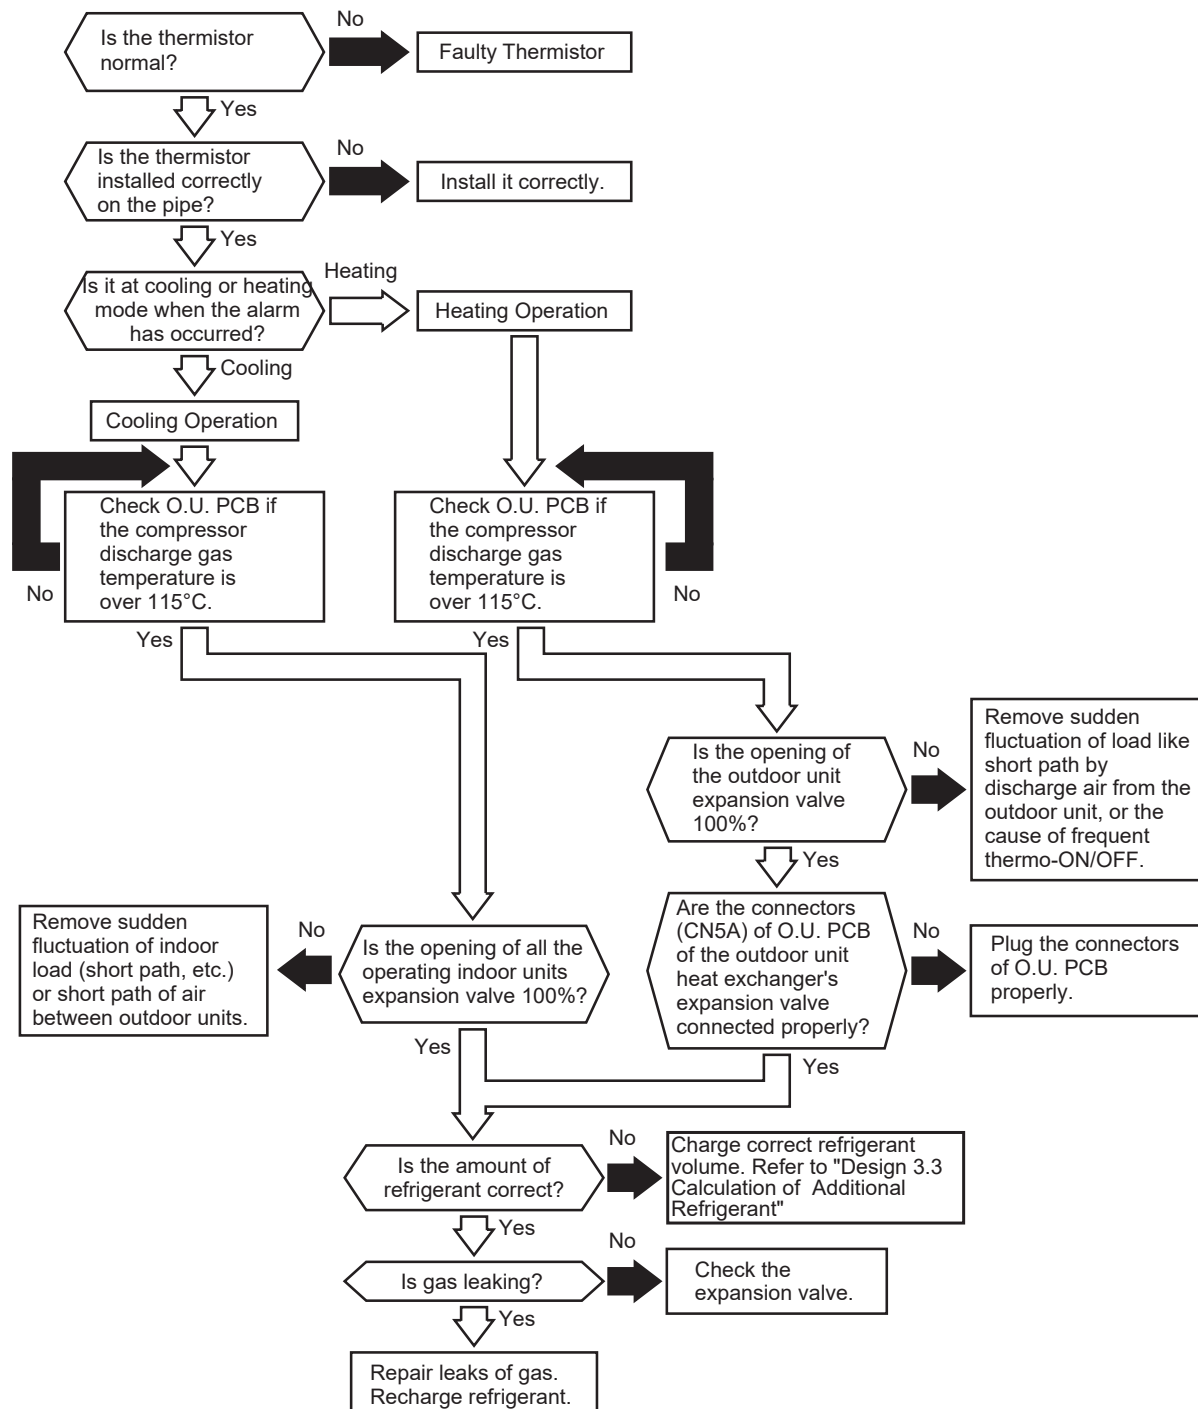 No
Is the thermistor
normal?
Faulty Thermistor
Yes
Is the thermistor
installed correctly
on the pipe?
No
Install it correctly.
Yes
Is it at cooling or heating
mode when the alarm
has occurred?
Heating
Heating Operation
Cooling
Cooling Operation
Check O.U. PCB if
the compressor
discharge gas
temperature is
over 115°C.
No
Check O.U. PCB if
the compressor
discharge gas
temperature is
over 115°C.
No
Yes
Yes
Is the opening of
the outdoor unit
expansion valve
100%?
No
Remove sudden
fluctuation of load like
short path by
discharge air from the
outdoor unit, or the
cause of frequent
thermo-ON/OFF.
Yes
Remove sudden
fluctuation of indoor
load (short path, etc.)
or short path of air
between outdoor units.
No
Is the opening of all the
operating indoor units
expansion valve 100%?
Are the connectors
(CN5A) of O.U. PCB
of the outdoor unit
heat exchanger's
expansion valve
connected properly?
No
Plug the connectors
of O.U. PCB
properly.
Yes
Yes
Is the amount of
refrigerant correct?
No
Charge correct refrigerant
volume. Refer to "Design 3.3
Calculation of Additional
Refrigerant"
Yes
Is gas leaking?
No
Check the
expansion valve.
Yes
Repair leaks of gas.
Recharge refrigerant.